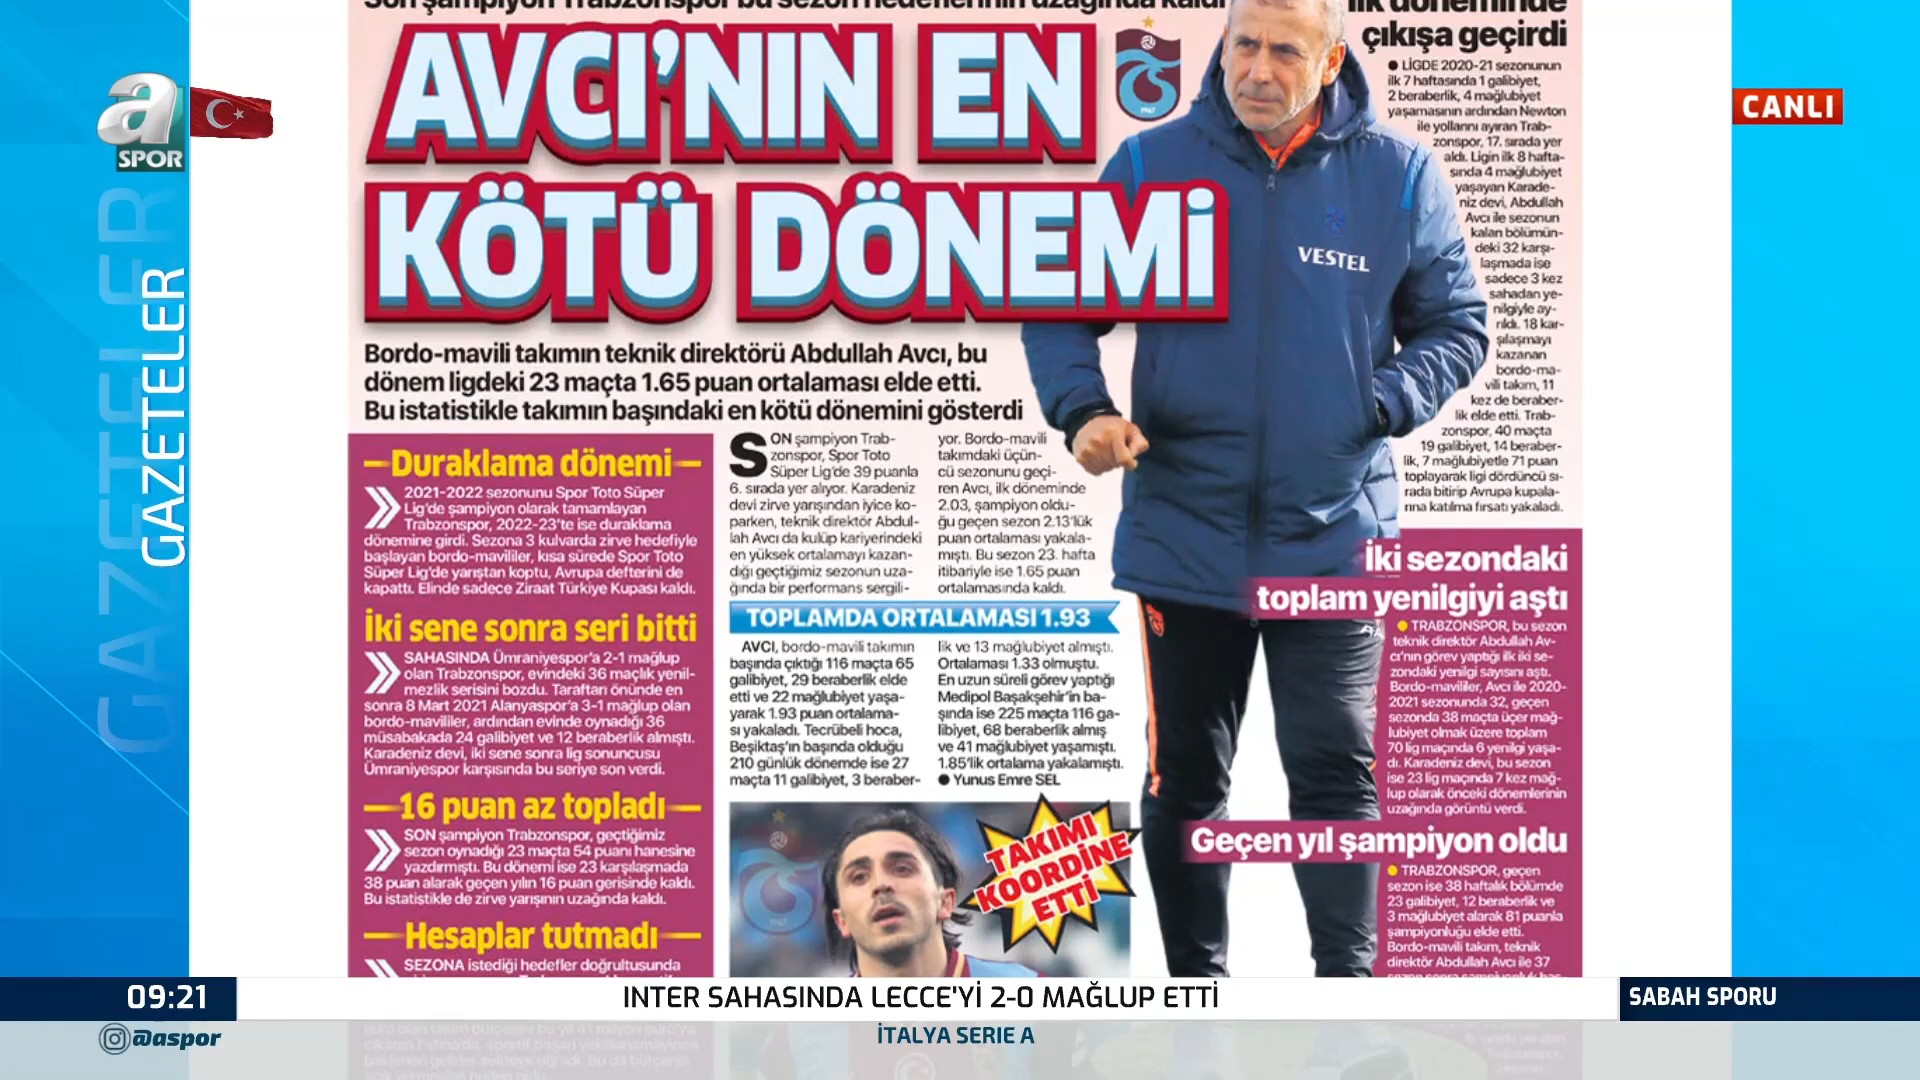 Son şampiyon Trabzonspor bu sezon hedeflerinin uzağında kaldı
AVCI'NIN EN
KÖTÜ DÖNEMİ
Bordo-mavili takımın teknik direktörü Abdullah Avcı, bu
dönem ligdeki 23 maçta 1.65 puan ortalaması elde etti.
Bu istatistikle takımın başındaki en kötü dönemini gösterdi
ilk döneminde
çıkışa geçirdi
● LİGDE 2020-21 sezonunun
ilk 7 haftasında 1 galibiyet,
2 beraberlik, 4 mağlubiyet
yaşamasının ardından Newton
ile yollarını ayıran Trab-
zonspor, 17. sırada yer
aldı. Ligin ilk 8 hafta-
sında 4 mağlubiyet
yaşayan Karade-
niz devi, Abdullah
Avcı ile sezonun
kalan bölümün-
deki 32 karşı-
laşmada ise
sadece 3 kez
sahadan ye-
nilgiyle ay-
rıldı. 18 kar-
şılaşmayı
kazanan
bordo-ma-
vili takım, 11
kez de beraber-
lik elde etti. Trab-
zonspor, 40 maçta
19 galibiyet, 14 beraber-
lik, 7 mağlubiyetle 71 puan
toplayarak ligi dördüncü sı-
rada bitirip Avrupa kupala-
rına katılma fırsatı yakaladı.
Duraklama dönemi
2021-2022 sezonunu Spor Toto Süper
Lig'de şampiyon olarak tamamlayan
Trabzonspor, 2022-23'te ise duraklama
dönemine girdi. Sezona 3 kulvarda zirve hedefiyle
başlayan bordo-mavililer, kısa sürede Spor Toto
Süper Lig'de yarıştan koptu, Avrupa defterini de
kapattı. Elinde sadece Ziraat Türkiye Kupası kaldı.
İki sene sonra seri bitti
SAHASINDA Ümraniyespor'a 2-1 mağlup
olan Trabzonspor, evindeki 36 maçlık yenil-
mezlik serisini bozdu. Taraftarı önünde en
sonra 8 Mart 2021 Alanyaspor'a 3-1 mağlup olan
bordo-mavililer, ardından evinde oynadığı 36
müsabakada 24 galibiyet ve 12 beraberlik almıştı.
Karadeniz devi, iki sene sonra lig sonuncusu
Ümraniyespor karşısında bu seriye son verdi.
16 puan az topladı
SON şampiyon Trabzonspor, geçtiğimiz
sezon oynadığı 23 maçta 54 puanı hanesine
yazdırmıştı. Bu dönemi ise 23 karşılaşmada
38 puan alarak geçen yılın 16 puan gerisinde kaldı.
Bu istatistikle de zirve yarışının uzağında kaldı.
Hesaplar tutmadı
SEZONA istediği hedefler doğrultusunda
SON şampiyon Trab-
zonspor, Spor Toto
Süper Lig'de 39 puanla
6. sırada yer alıyor. Karadeniz
devi zirve yarışından iyice ko-
parken, teknik direktör Abdul-
lah Avcı da kulüp kariyerindeki
en yüksek ortalamayı kazan-
dığı geçtiğimiz sezonun uza-
ğında bir performans sergili-
yor. Bordo-mavili
takımdaki üçün-
cü sezonunu geçi-
ren Avcı, ilk döneminde
2.03, şampiyon oldu-
ğu geçen sezon 2.13'lük
puan ortalaması yakala-
mıştı. Bu sezon 23. hafta
itibariyle ise 1.65 puan
ortalamasında kaldı.
TOPLAMDA ORTALAMASI 1.93
AVCI, bordo-mavili takımın
başında çıktığı 116 maçta 65
galibiyet, 29 beraberlik elde
etti ve 22 mağlubiyet yaşa-
yarak 1.93 puan ortalama-
sı yakaladı. Tecrübeli hoca,
Beşiktaş'ın başında olduğu
210 günlük dönemde ise 27
maçta 11 galibiyet, 3 beraber-
lik ve 13 mağlubiyet almıştı.
Ortalaması 1.33 olmuştu.
En uzun süreli görev yaptığı
Medipol Başakşehir'in ba-
şında ise 225 maçta 116 ga-
libiyet, 68 beraberlik almış
ve 41 mağlubiyet yaşamıştı.
1.85'lik ortalama yakalamıştı.
● Yunus Emre SEL
TAKIMI
KOORDİNE
ETTİ
İki sezondaki
toplam yenilgiyi aştı
● TRABZONSPOR, bu sezon
teknik direktör Abdullah Av-
cı'nın görev yaptığı ilk iki se-
zondaki yenilgi sayısını aştı.
Bordo-mavililer, Avcı ile 2020-
2021 sezonunda 32, geçen
sezonda 38 maçta üçer mağ-
lubiyet olmak üzere toplam
70 lig maçında 6 yenilgi yaşa-
dı. Karadeniz devi, bu sezon
ise 23 lig maçında 7 kez mağ-
lup olarak önceki dönemlerinin
uzağında görüntü verdi.
Geçen yıl şampiyon oldu
● TRABZONSPOR, geçen
sezon ise 38 haftalık bölümde
23 galibiyet, 12 beraberlik ve
3 mağlubiyet alarak 81 puanla
şampiyonluğu elde etti.
Bordo-mavili takım, teknik
direktör Abdullah Avcı ile 37
VESTEL
a
SPOR
GAZETELER
GAZETELER
CANLI
09:21
INTER SAHASINDA LECCE'Yİ 2-0 MAĞLUP ETTİ
SABAH SPORU
@aspor
İTALYA SERIE A